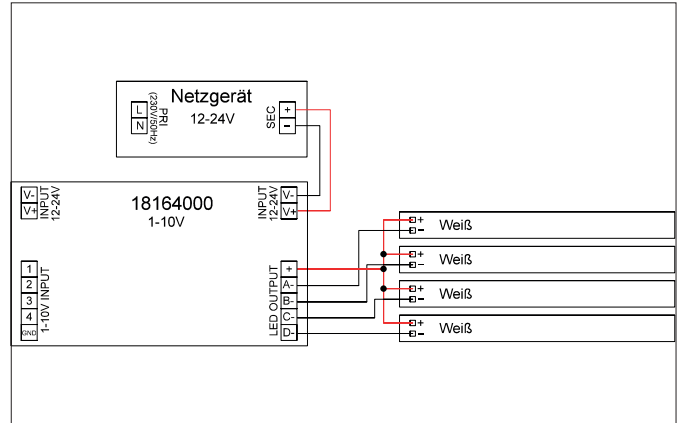 Netzgerät
12-24V
L
N
PRI
(230V/50Hz)
SEC
+
-
18164000
1-10V
V-
V+
INPUT
12-24V
INPUT
12-24V
V-
V+
1
2
3
4
GND
1-10V INPUT
LED OUTPUT
+
A-
B-
C-
D-
+
-
Weiß
+
-
Weiß
+
-
Weiß
+
-
Weiß